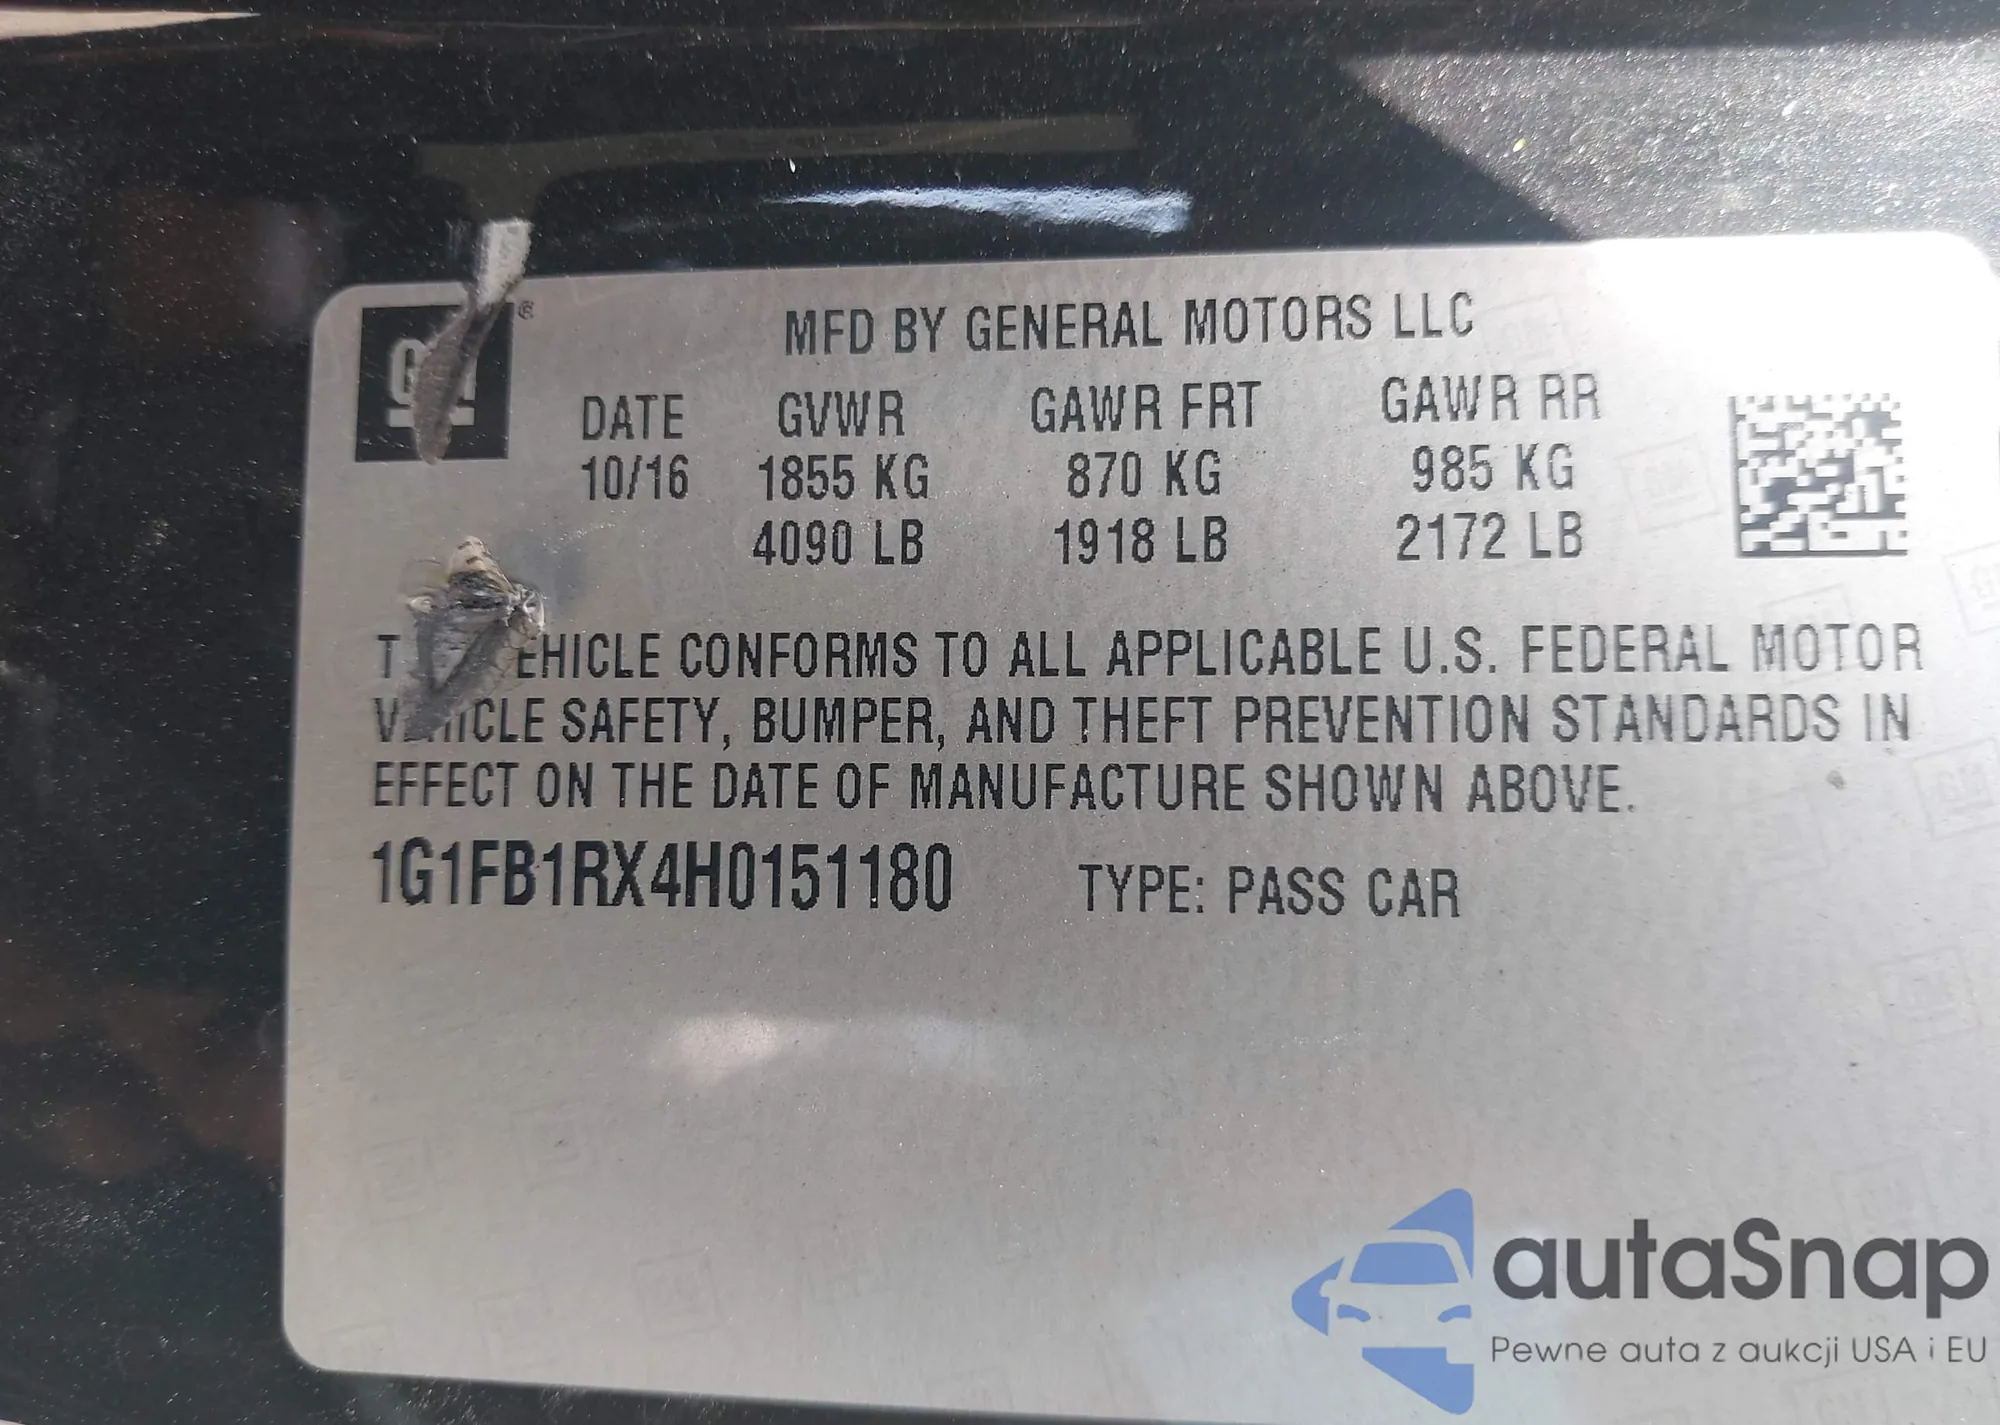 MFD BY GENERAL MOTORS LLC
DATE GVWR GAWR FRT GAWR RR
10/16 1855 KG 870 KG 985 KG
4090 LB 1918 LB 2172 LB
CONFORMS TO ALL APPLICABLE U.S. FEDERAL MOTOR
SAFETY, BUMPER, AND THEFT PREVENTION STANDARDS IN
EFFECT ON THE DATE OF MANUFACTURE SHOWN ABOVE.
1G1FB1RX4H0151180 TYPE: PASS CAR
autaSnap
Pewne auta z aukcji USA i EU